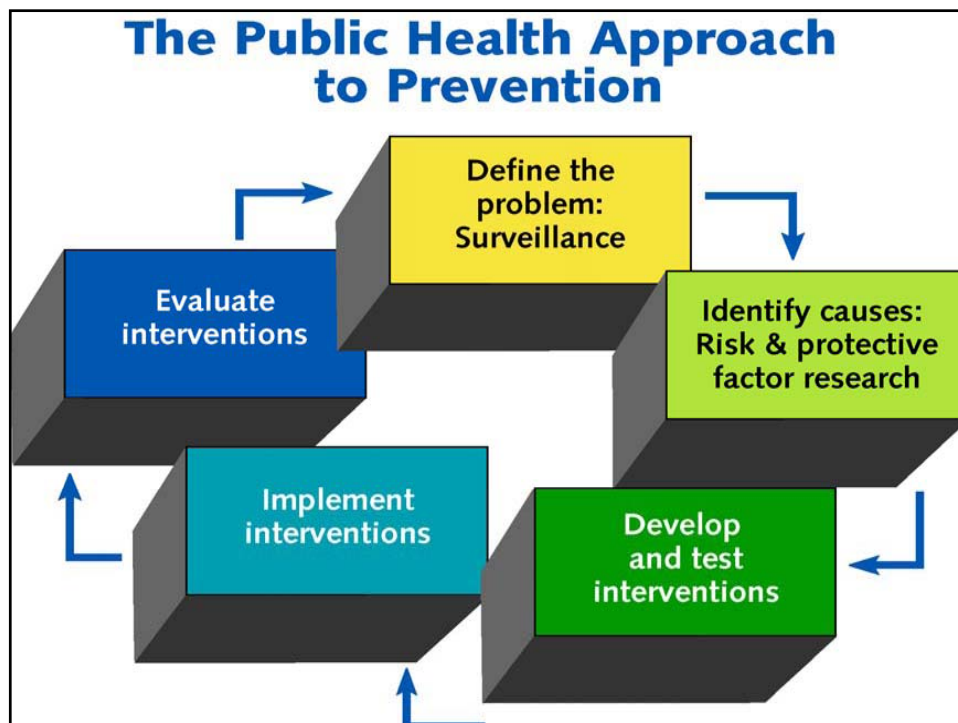 The Public Health Approach
to Prevention
Define the
problem:
Surveillance
Identify causes:
Risk & protective
factor research
Develop
and test
interventions
Implement
interventions
Evaluate
interventions